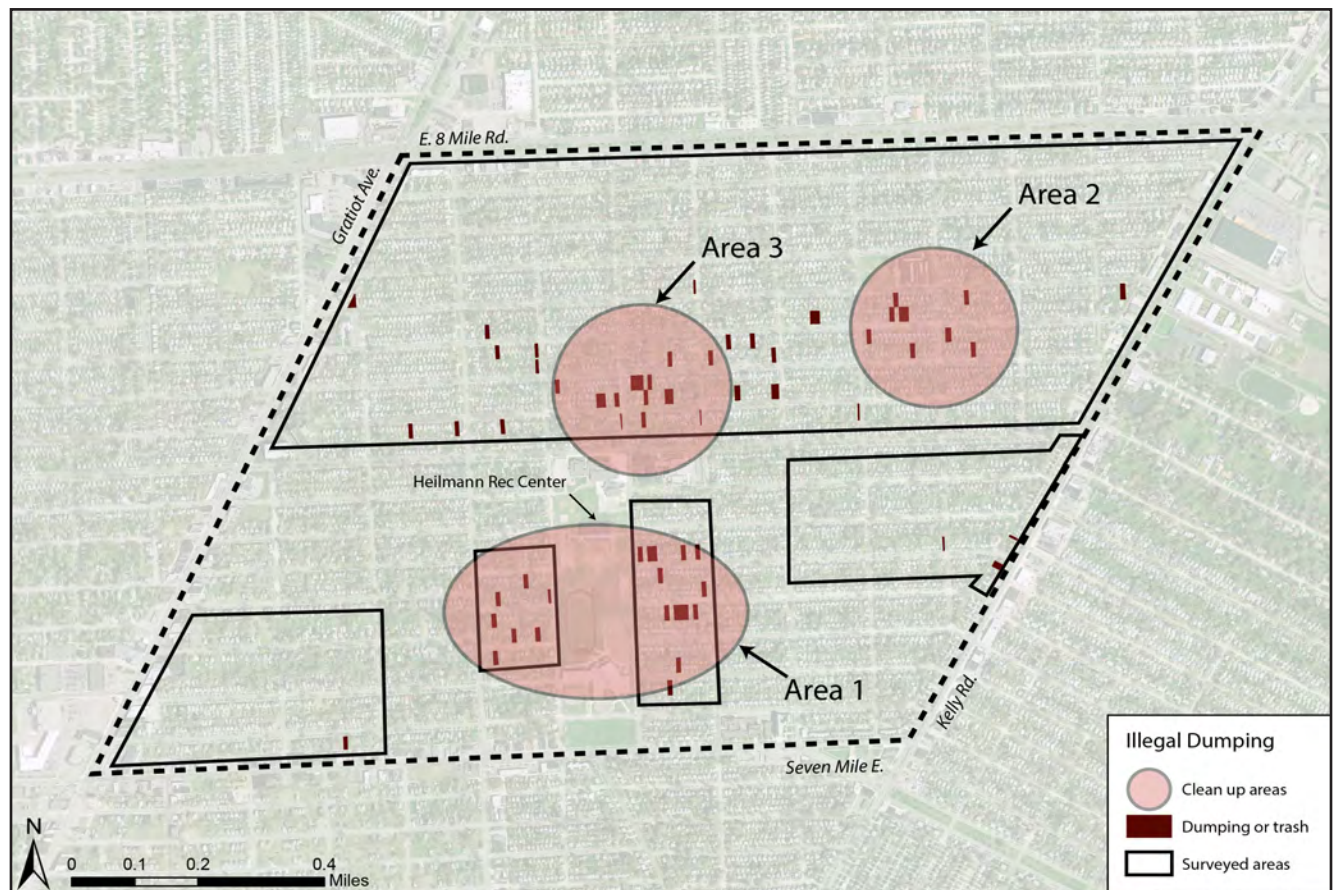 E. 8 Mile Rd.
Gratiot Ave.
Area 2
Area 3
Heilmann Rec Center
Area 1
Kelly Rd.
Seven Mile E.
Illegal Dumping
Clean up areas
Dumping or trash
Surveyed areas
N
0 0.1 0.2 0.4
Miles